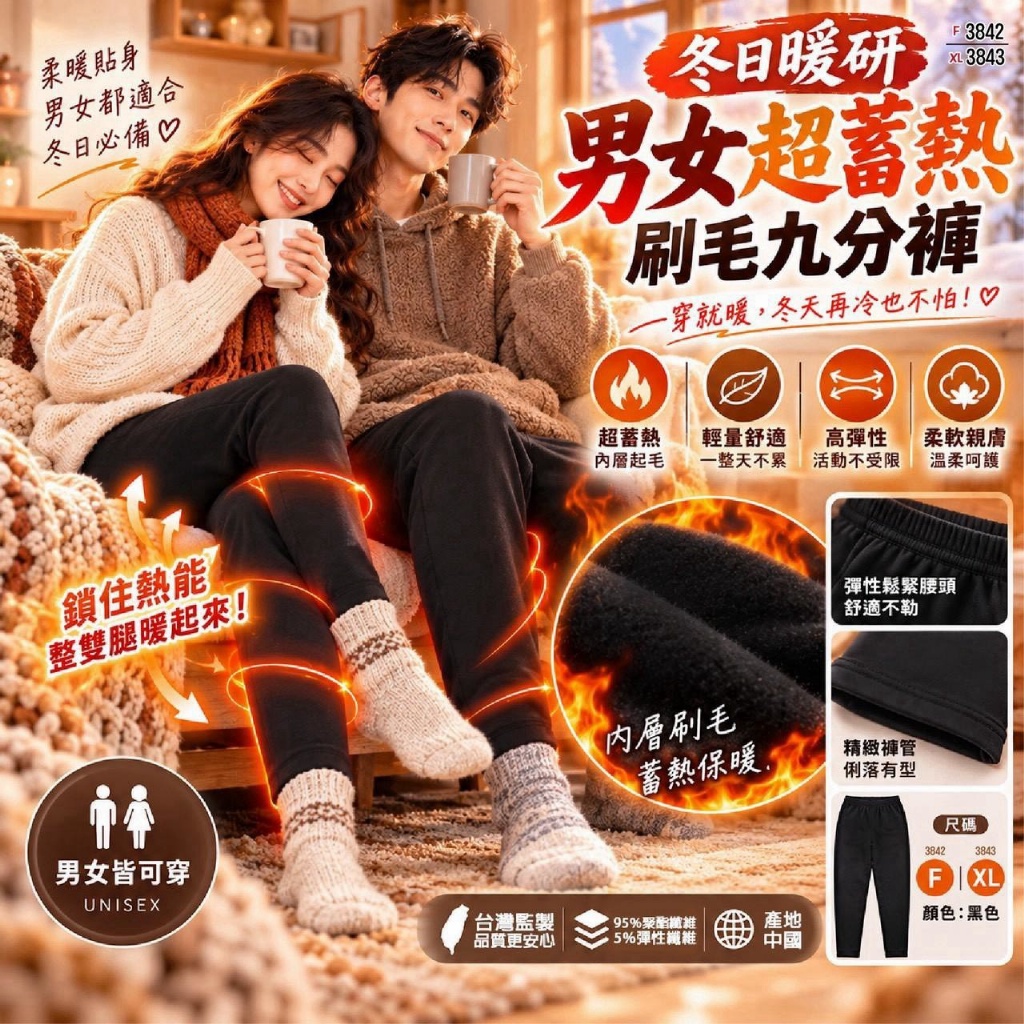 柔暖貼身
男女都適合
冬日必備♡
F 3842
XL 3843
冬日暖研
男女超蓄熱
刷毛九分褲
一穿就暖，冬天再冷也不怕！♡
超蓄熱
內層起毛
輕量舒適
一整天不累
高彈性
活動不受限
柔軟親膚
溫柔呵護
鎖住熱能
整雙腿暖起來！
內層刷毛
蓄熱保暖.
彈性鬆緊腰頭
舒適不勒
精緻褲管
俐落有型
尺碼
3842
F
3843
XL
顏色：黑色
男女皆可穿
UNISEX
台灣監製
品質更安心
95%聚酯纖維
5%彈性纖維
產地
中國